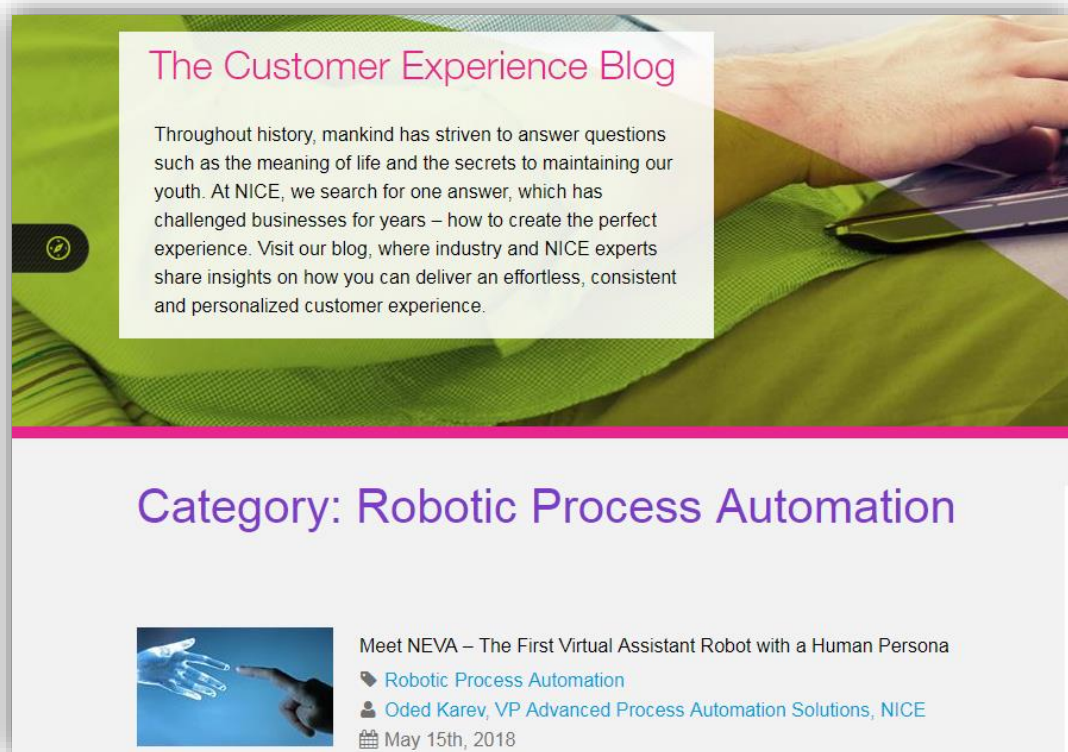 The Customer Experience Blog
Throughout history, mankind has striven to answer questions
such as the meaning of life and the secrets to maintaining our
youth. At NICE, we search for one answer, which has
challenged businesses for years – how to create the perfect
experience. Visit our blog, where industry and NICE experts
share insights on how you can deliver an effortless, consistent
and personalized customer experience.
Category: Robotic Process Automation
Meet NEVA – The First Virtual Assistant Robot with a Human Persona
Robotic Process Automation
Oded Karev, VP Advanced Process Automation Solutions, NICE
May 15th, 2018